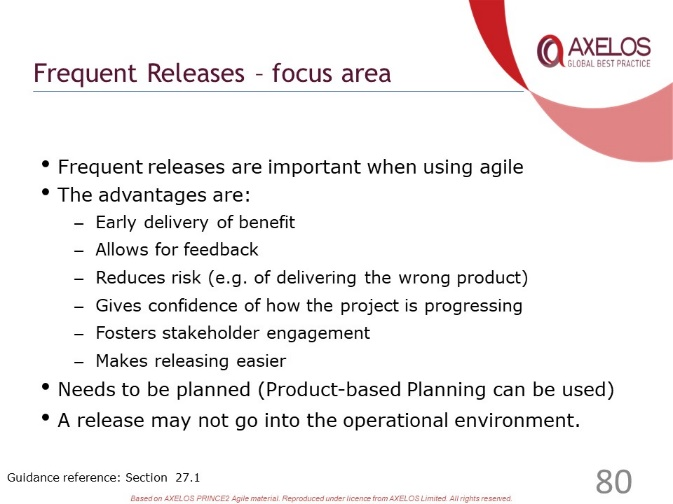 AXELOS
GLOBAL BEST PRACTICE
Frequent Releases – focus area
• Frequent releases are important when using agile
• The advantages are:
– Early delivery of benefit
– Allows for feedback
– Reduces risk (e.g. of delivering the wrong product)
– Gives confidence of how the project is progressing
– Fosters stakeholder engagement
– Makes releasing easier
• Needs to be planned (Product-based Planning can be used)
• A release may not go into the operational environment.
Guidance reference: Section 27.1
80
Based on AXELOS PRINCE2 Agile material. Reproduced under licence from AXELOS Limited. All rights reserved.